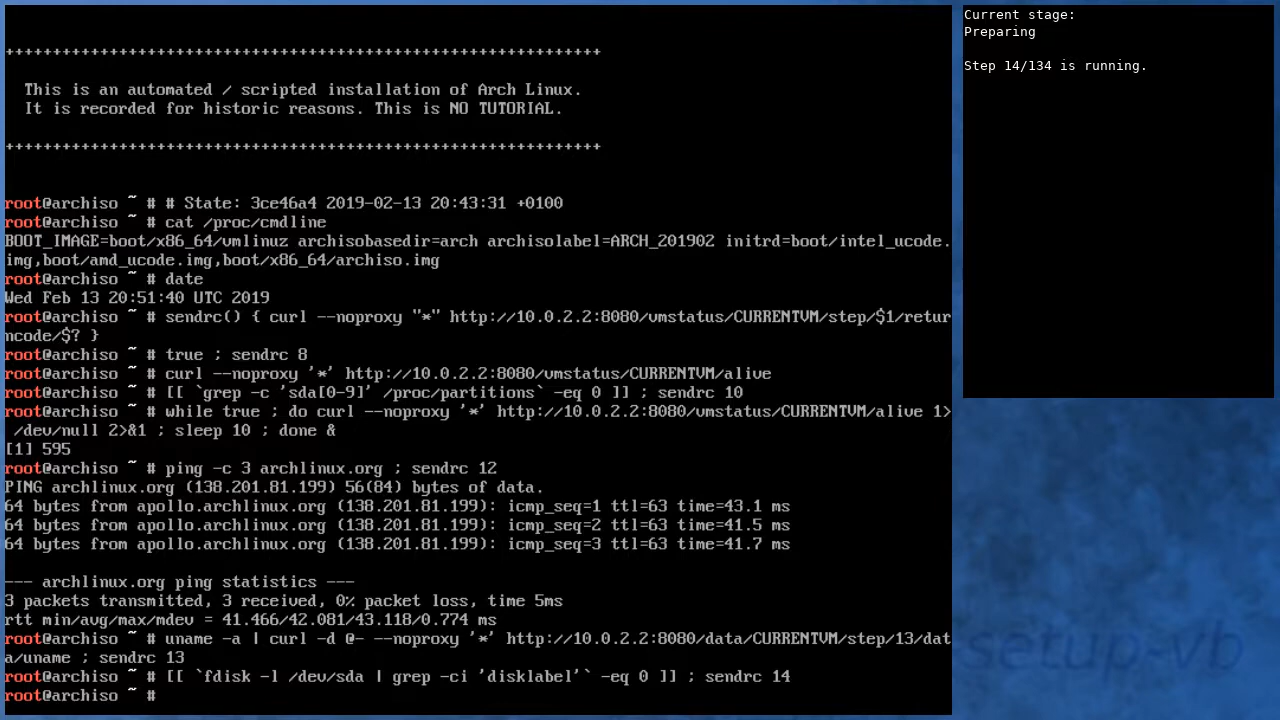 +++++++++++++++++++++++++++++++++++++++++++++++++++++++++++++++
  This is an automated / scripted installation of Arch Linux.
  It is recorded for historic reasons. This is NO TUTORIAL.
+++++++++++++++++++++++++++++++++++++++++++++++++++++++++++++++
root@archiso ~ # # State: 3ce46a4 2019-02-13 20:43:31 +0100
root@archiso ~ # cat /proc/cmdline
BOOT_IMAGE=boot/x86_64/vmlinuz archisobasedir=arch archisolabel=ARCH_201902 initrd=boot/intel_ucode.
img,boot/amd_ucode.img,boot/x86_64/archiso.img
root@archiso ~ # date
Wed Feb 13 20:51:40 UTC 2019
root@archiso ~ # sendrc() { curl --noproxy "*" http://10.0.2.2:8080/vmstatus/CURRENTVM/step/$1/retur
ncode/$? }
root@archiso ~ # true ; sendrc 8
root@archiso ~ # curl --noproxy '*' http://10.0.2.2:8080/vmstatus/CURRENTVM/alive
root@archiso ~ # [[ `grep -c 'sda[0-9]' /proc/partitions` -eq 0 ]] ; sendrc 10
root@archiso ~ # while true ; do curl --noproxy '*' http://10.0.2.2:8080/vmstatus/CURRENTVM/alive 1>
 /dev/null 2>&1 ; sleep 10 ; done &
[1] 595
root@archiso ~ # ping -c 3 archlinux.org ; sendrc 12
PING archlinux.org (138.201.81.199) 56(84) bytes of data.
64 bytes from apollo.archlinux.org (138.201.81.199): icmp_seq=1 ttl=63 time=43.1 ms
64 bytes from apollo.archlinux.org (138.201.81.199): icmp_seq=2 ttl=63 time=41.5 ms
64 bytes from apollo.archlinux.org (138.201.81.199): icmp_seq=3 ttl=63 time=41.7 ms
--- archlinux.org ping statistics ---
3 packets transmitted, 3 received, 0% packet loss, time 5ms
rtt min/avg/max/mdev = 41.466/42.081/43.118/0.774 ms
root@archiso ~ # uname -a | curl -d @- --noproxy '*' http://10.0.2.2:8080/data/CURRENTVM/step/13/dat
a/uname ; sendrc 13
root@archiso ~ # [[ `fdisk -l /dev/sda | grep -ci 'disklabel'` -eq 0 ]] ; sendrc 14
root@archiso ~ #
Current stage:
Preparing
Step 14/134 is running.
setup-vb